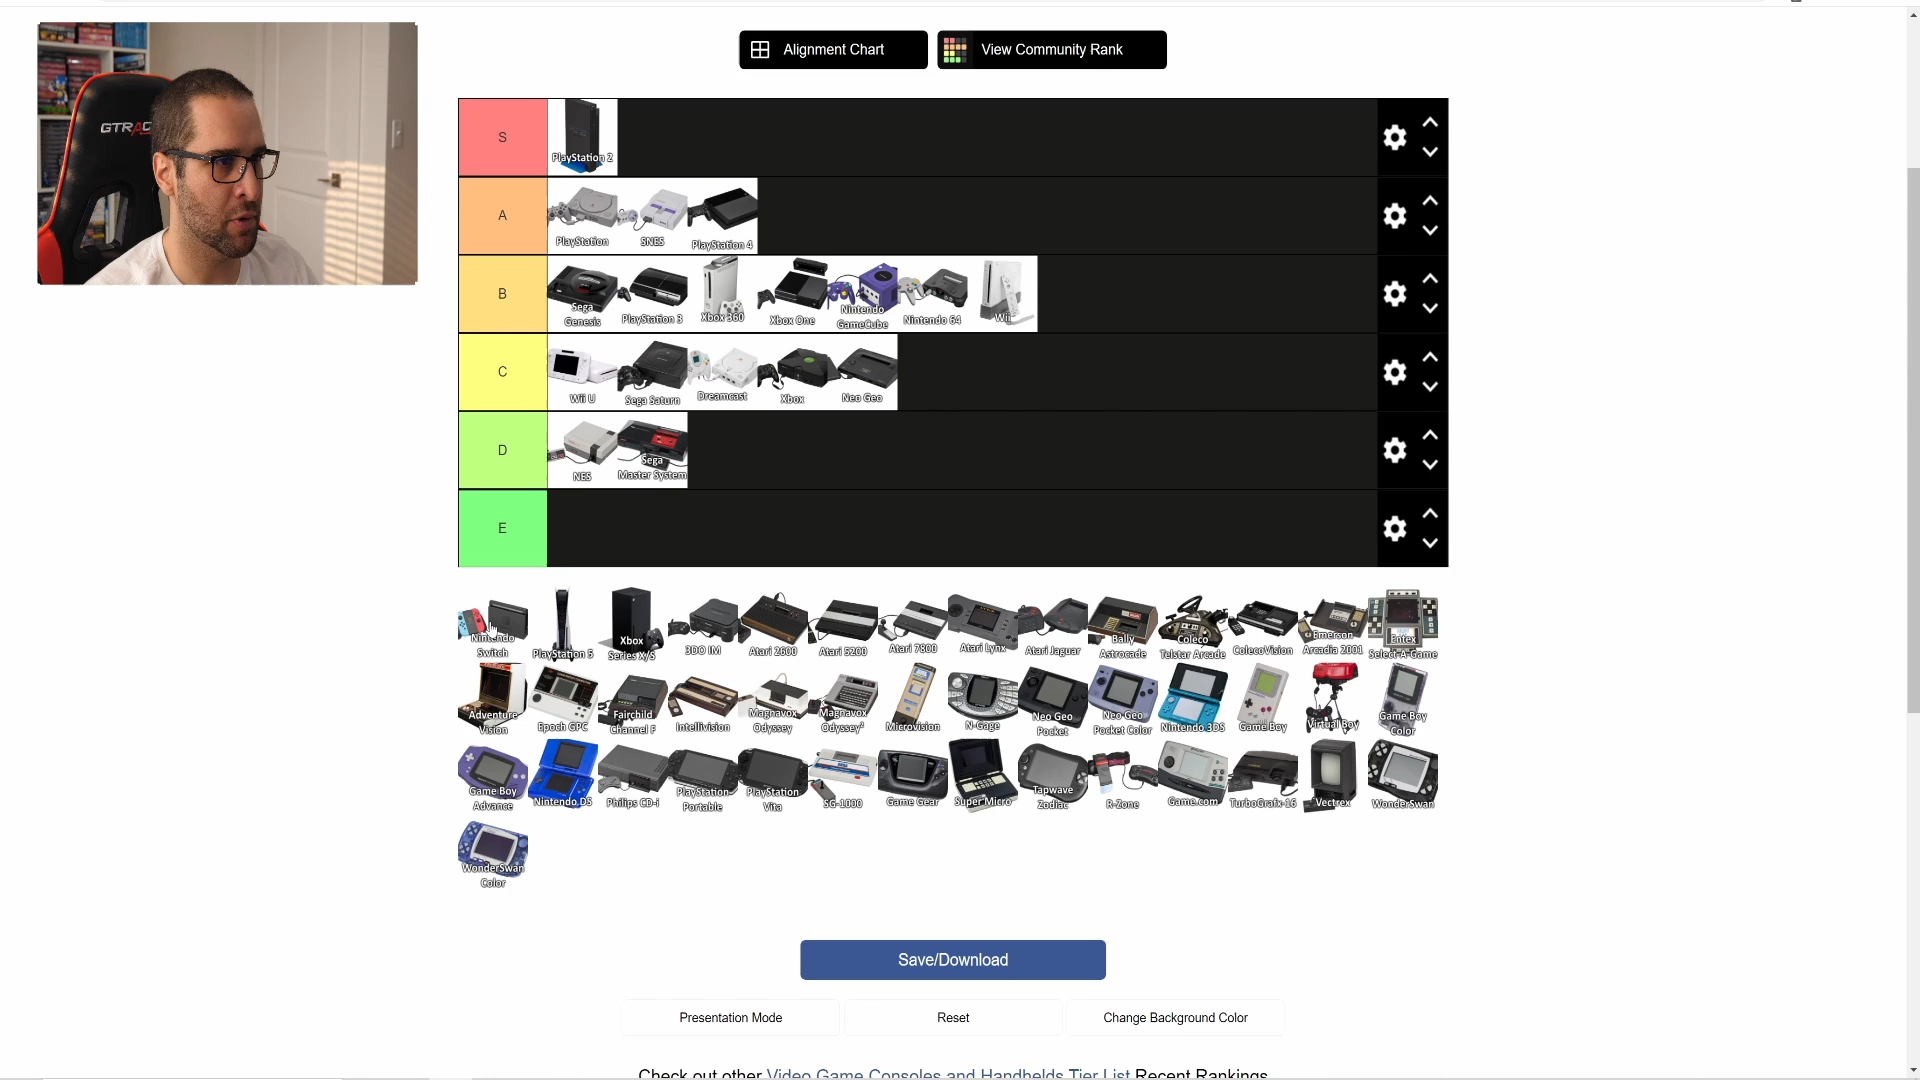 Alignment Chart
View Community Rank
GTRAC
S
PlayStation 2
A
PlayStation
SNES
PlayStation 4
B
Sega Genesis
PlayStation 3
Xbox 360
Xbox One
Nintendo GameCube
Nintendo 64
Wii
C
Wii U
Sega Saturn
Dreamcast
Xbox
Neo Geo
D
NES
Sega Master System
E
Nintendo Switch
PlayStation 5
Xbox Series X/S
3DO IM
Atari 2600
Atari 5200
Atari 7800
Atari Lynx
Atari Jaguar
Bally Astrocade
Coleco Telstar Arcade
ColecoVision
Emerson Arcadia 2001
Entex Select-A-Game
Adventure Vision
Epoch GPC
Fairchild Channel F
Intellivision
Magnavox Odyssey
Magnavox Odyssey²
Microvision
N-Gage
Neo Geo Pocket
Neo Geo Pocket Color
Nintendo 3DS
Game Boy
Virtual Boy
Game Boy Color
Game Boy Advance
Nintendo DS
Philips CD-i
PlayStation Portable
PlayStation Vita
SG-1000
Game Gear
Super Micro
Tapwave Zodiac
R-Zone
Game.com
TurboGrafx-16
Vectrex
WonderSwan
WonderSwan Color
Save/Download
Presentation Mode
Reset
Change Background Color
Check out other Video Game Consoles and Handhelds Tier List Recent Rankings